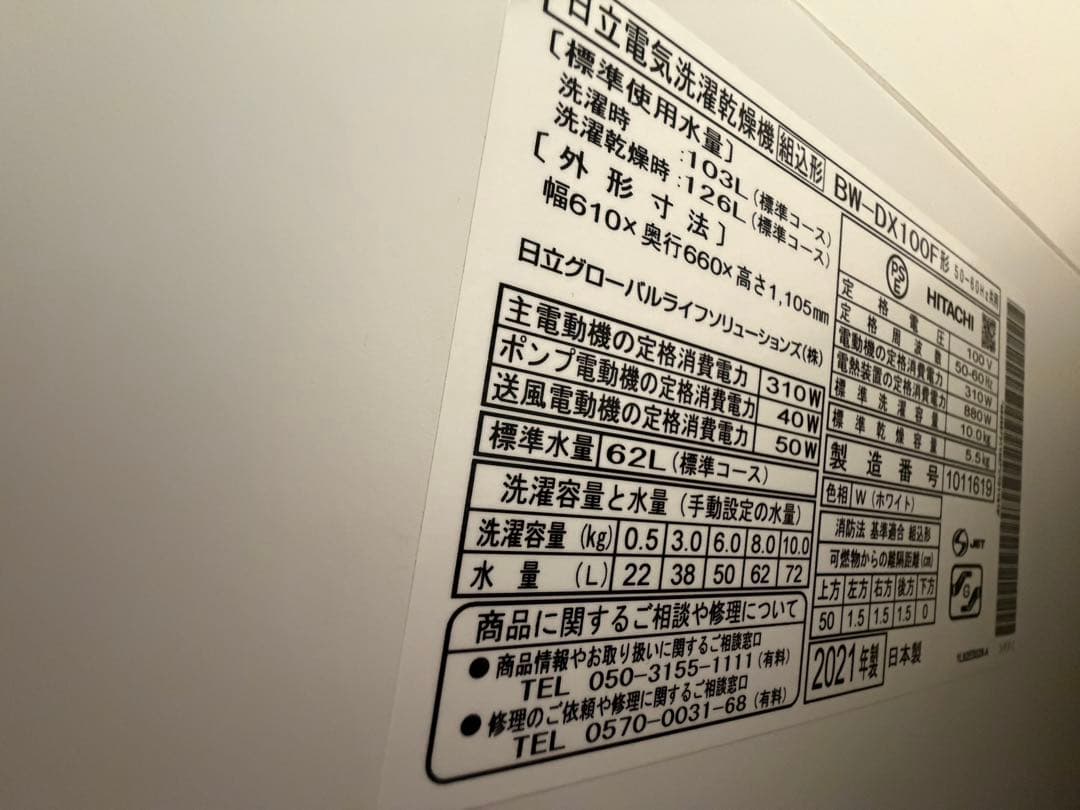 日立電気洗濯乾燥機 組込形 BW-DX100F形 50-60Hz共用
[標準使用水量]
洗濯時 :103L(標準コース)
洗濯乾燥時:126L(標準コース)
[外形寸法]
幅610×奥行660×高さ1,105mm
日立グローバルライフソリューションズ(株)
主電動機の定格消費電力 310W
ポンプ電動機の定格消費電力 40W
送風電動機の定格消費電力 50W
標準水量 62L(標準コース)
洗濯容量と水量(手動設定の水量)
洗濯容量(kg) 0.5 3.0 6.0 8.0 10.0
水量(L) 22 38 50 62 72
商品に関するご相談や修理について
●商品情報やお取り扱いに関するご相談窓口
TEL 050-3155-1111(有料)
●修理のご依頼や修理に関するご相談窓口
TEL 0570-0031-68(有料)
PSE HITACHI
定格電圧 100V
定格周波数 50-60Hz
電動機の定格消費電力 310W
電熱装置の定格消費電力 880W
標準洗濯容量 10.0kg
標準乾燥容量 5.5kg
製造番号 1011619
色相 W(ホワイト)
消防法 基準適合 組込形
可燃物からの離隔距離(cm)
上方 左方 右方 後方 下方
50 1.5 1.5 1.5 0
S JET
G
2021年製 日本製